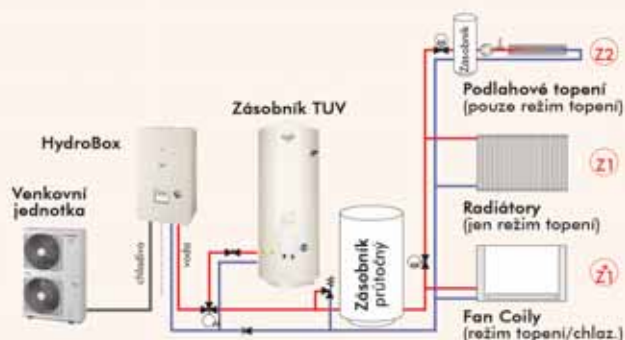 Z2
Zásobník
Podlahové topení
(pouze režim topení)
Zásobník TUV
HydroBox
Z1
Venkovní
jednotka
chladivo
voda
Zásobník
průtočný
Radiátory
(jen režim topení)
Z1*
Fan Coily
(režim topení/chlaz.)